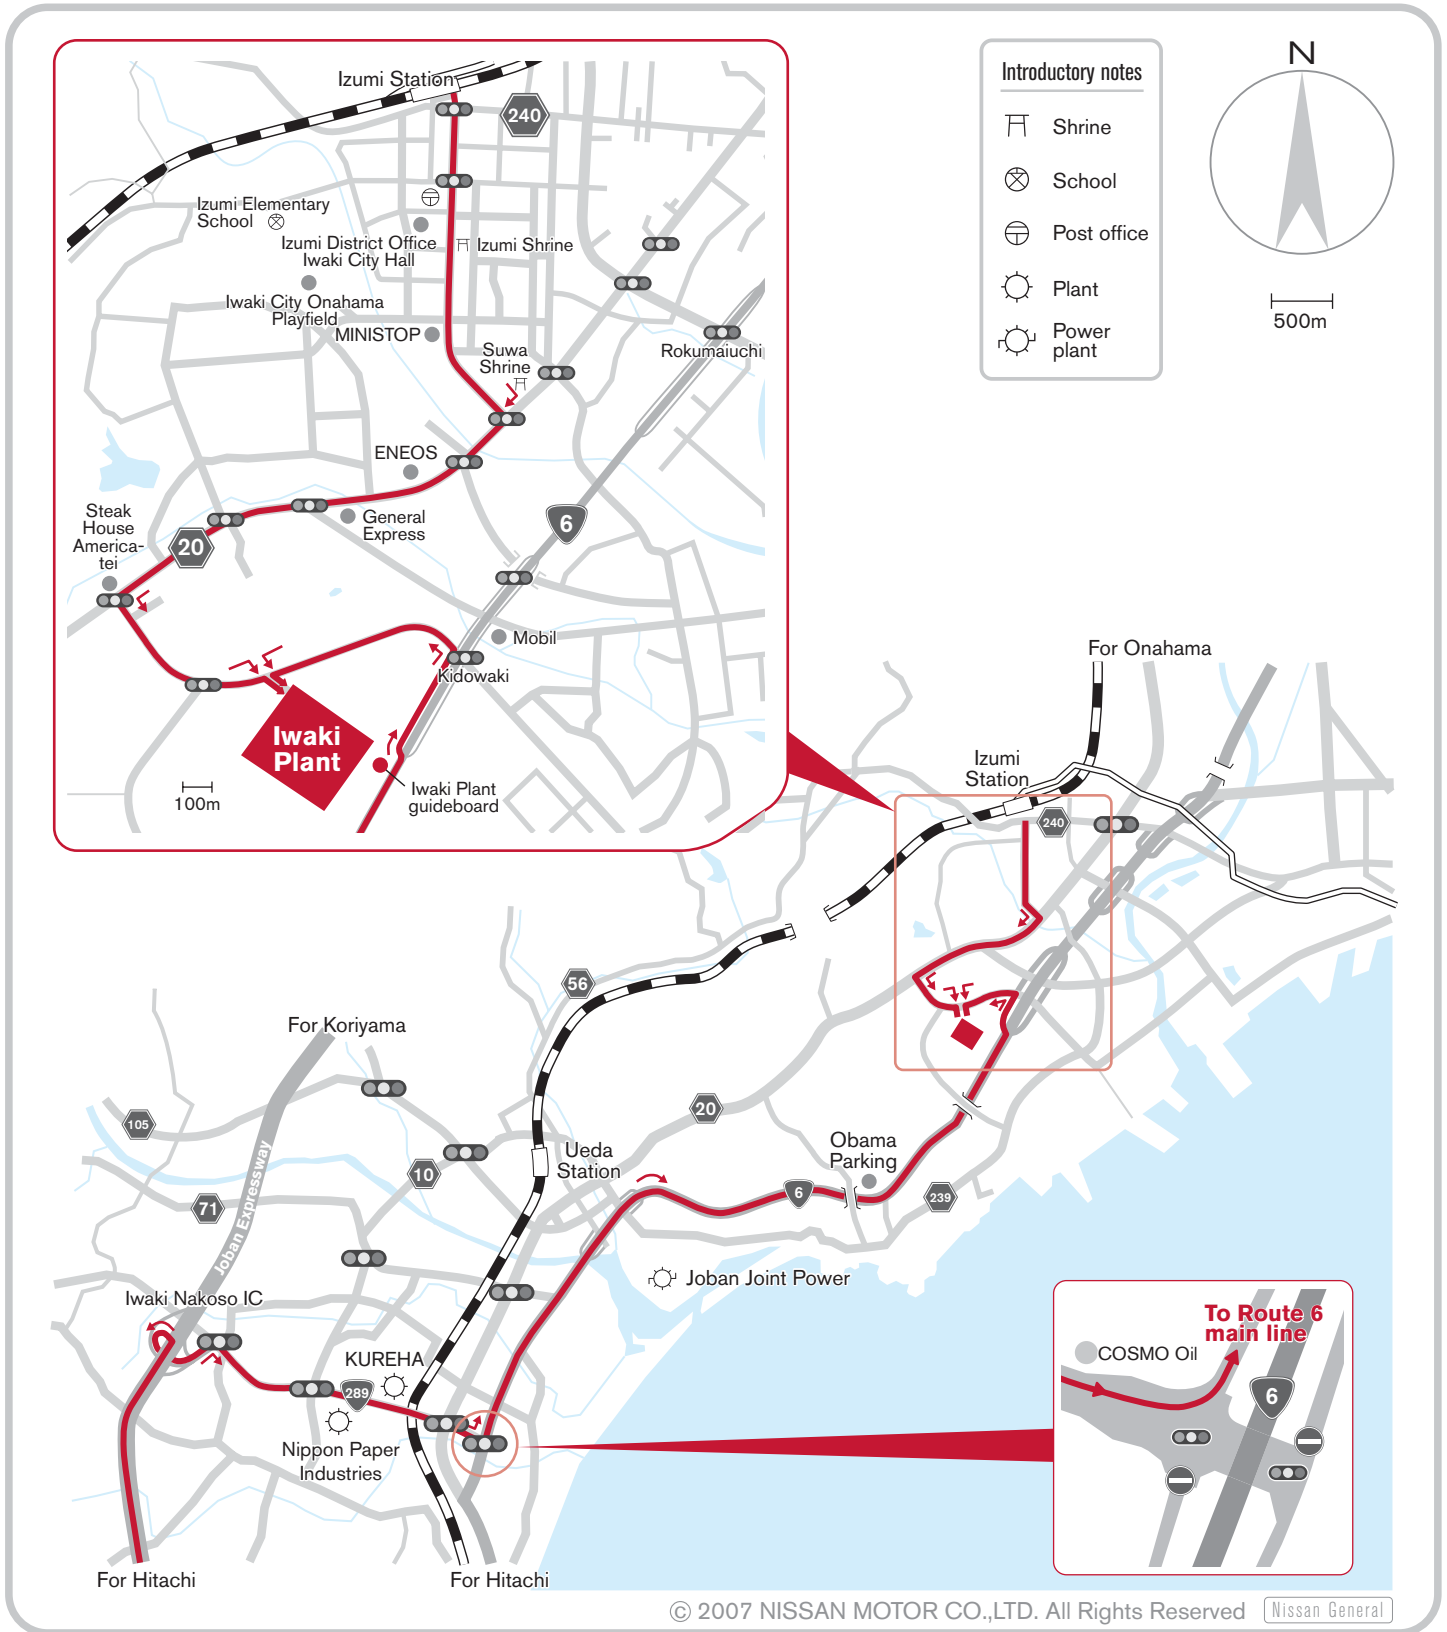 Izumi Station
240
Izumi Elementary
School
Izumi District Office
Iwaki City Hall
Izumi Shrine
Iwaki City Onahama
Playfield
MINISTOP
Suwa
Shrine
Rokumaiuchi
ENEOS
Steak
House
America-
tei
20
General
Express
6
Mobil
Kidowaki
Iwaki
Plant
Iwaki Plant
guideboard
100m
Introductory notes
Shrine
School
Post office
Plant
Power
plant
N
500m
For Onahama
Izumi
Station
240
56
For Koriyama
105
20
Obama
Parking
Ueda
Station
10
6
239
71
Joban Expressway
Joban Joint Power
Iwaki Nakoso IC
KUREHA
289
Nippon Paper
Industries
To Route 6
main line
COSMO Oil
6
For Hitachi
For Hitachi
© 2007 NISSAN MOTOR CO.,LTD. All Rights Reserved
Nissan General